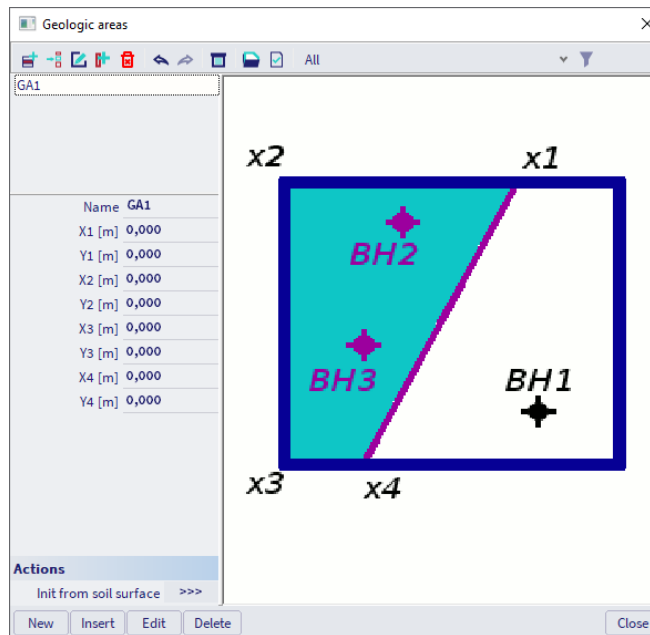 Geologic areas
All
GA1
Name GA1
X1 [m] 0,000
Y1 [m] 0,000
X2 [m] 0,000
Y2 [m] 0,000
X3 [m] 0,000
Y3 [m] 0,000
X4 [m] 0,000
Y4 [m] 0,000
x2
x1
BH2
BH3
BH1
x3
x4
Actions
Init from soil surface >>>
New Insert Edit Delete Close